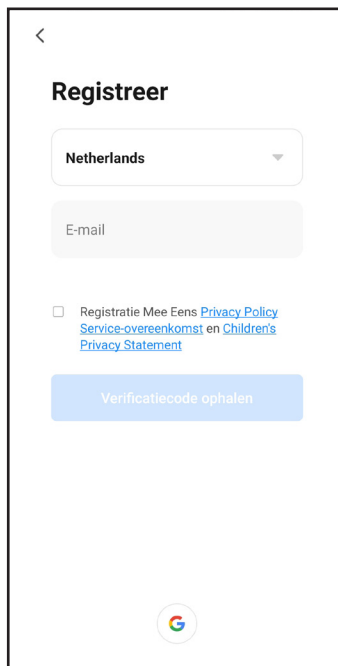 Registreer
Netherlands
E-mail
Registratie Mee Eens Privacy Policy
Service-overeenkomst en Children's
Privacy Statement
Verificatiecode ophalen